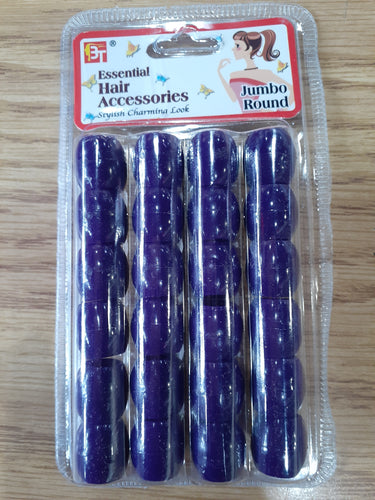 BT ®
Essential
Hair
Accessories
Stylish Charming Look
Jumbo
Round